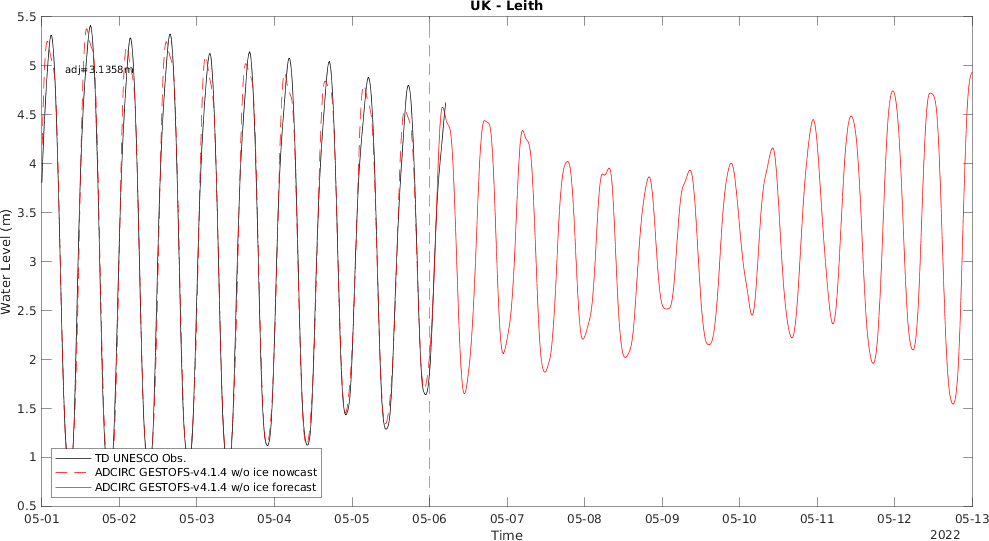 UK - Leith
5.5
5
4.5
4
3.5
3
2.5
2
1.5
1
0.5
Water Level (m)
adj=3.1358m
TD UNESCO Obs.
ADCIRC GESTOFS-v4.1.4 w/o ice nowcast
ADCIRC GESTOFS-v4.1.4 w/o ice forecast
05-01 05-02 05-03 05-04 05-05 05-06 05-07 05-08 05-09 05-10 05-11 05-12 05-13
Time
2022